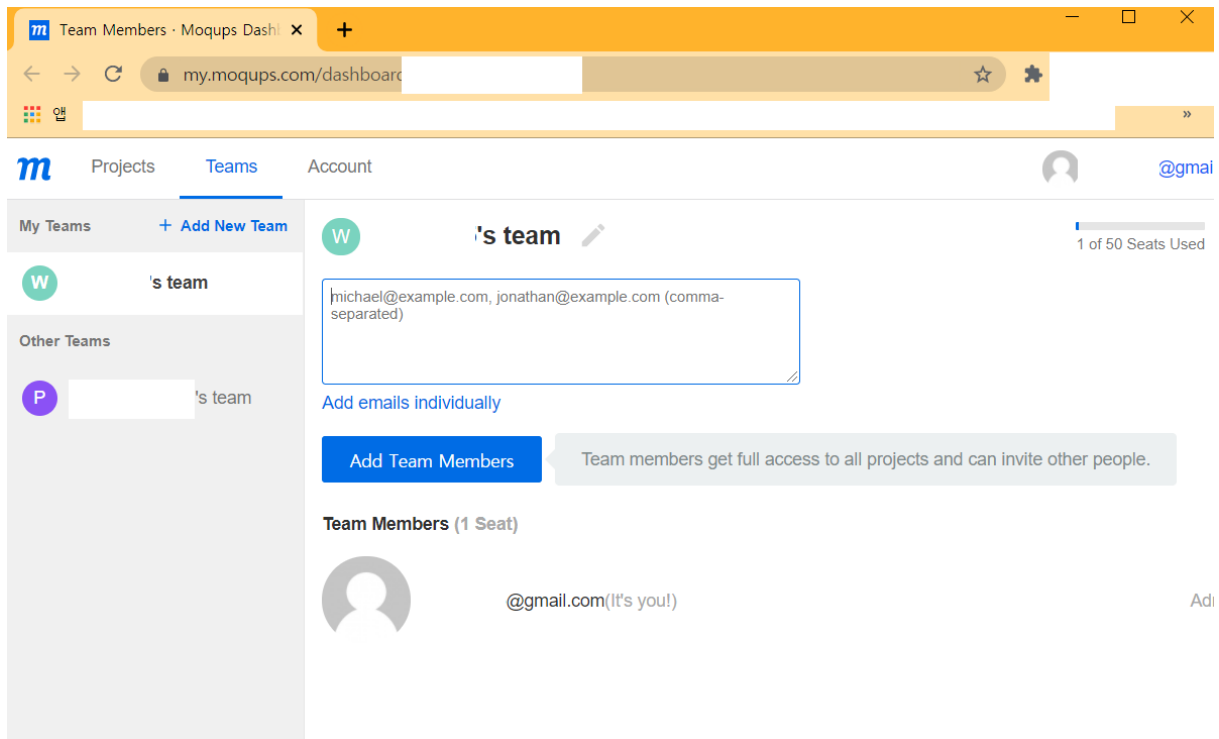 m Team Members · Moqups Dash
my.moqups.com/dashboard
앱
»
m Projects Teams Account @gmai
My Teams + Add New Team
W 's team
Other Teams
P 's team
W 's team
1 of 50 Seats Used
michael@example.com, jonathan@example.com (comma-
separated)
Add emails individually
Add Team Members
Team members get full access to all projects and can invite other people.
Team Members (1 Seat)
@gmail.com(It's you!) Ad